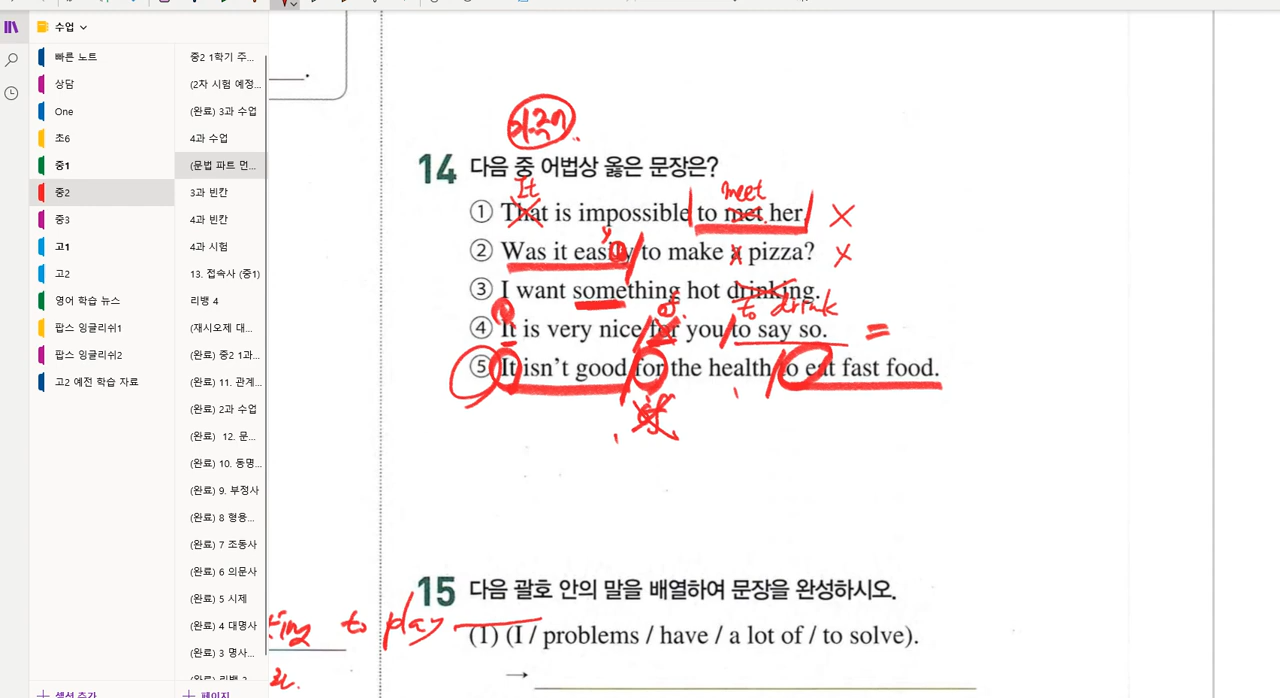 수업
빠른 노트
상담
One
초6
중1
중2
중3
고1
고2
영어 학습 뉴스
팝스 잉글리쉬1
팝스 잉글리쉬2
고2 예전 학습 자료
섹션 추가
중2 1학기 주...
(2차 시험 예정...
(완료) 3과 수업
4과 수업
(문법 파트 먼...
3과 빈칸
4과 빈칸
4과 시험
13. 접속사 (중1)
리뱅 4
(재시오제 대...
(완료) 중2 1과...
(완료) 11. 관계...
(완료) 2과 수업
(완료) 12. 문...
(완료) 10. 동명...
(완료) 9. 부정사
(완료) 8 형용...
(완료) 7 조동사
(완료) 6 의문사
(완료) 5 시제
(완료) 4 대명사
(완료) 3 명사...
(완료) 리뱅 2
페이지
14 다음 중 어법상 옳은 문장은?
It meet
① That is impossible to met her. X
y
② Was it easily to make a pizza? X
③ I want something hot drinking.
of to drink
④ It is very nice for you to say so. =
⑤ It isn't good for the health to eat fast food.
of
15 다음 괄호 안의 말을 배열하여 문장을 완성하시오.
to play
(1) (I / problems / have / a lot of / to solve).
→